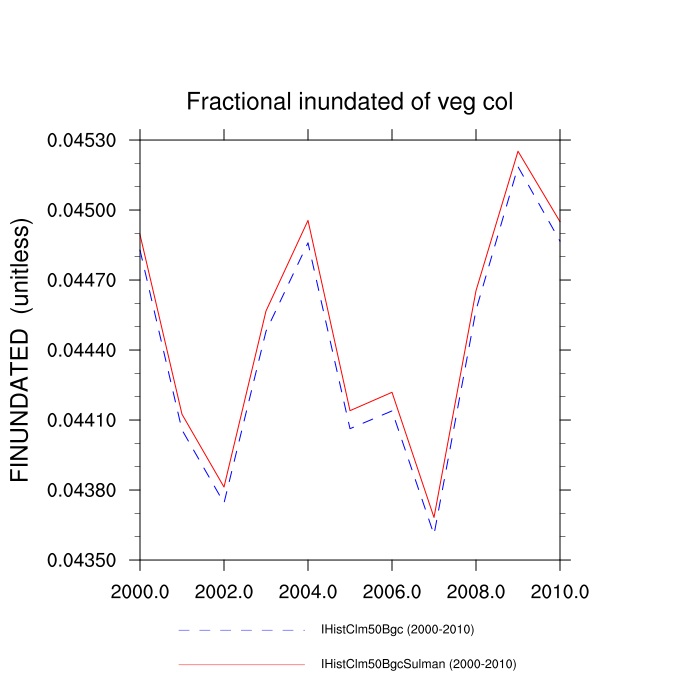 Fractional inundated of veg col
FINUNDATED (unitless)
0.04530
0.04500
0.04470
0.04440
0.04410
0.04380
0.04350
2000.0 2002.0 2004.0 2006.0 2008.0 2010.0
IHistClm50Bgc (2000-2010)
IHistClm50BgcSulman (2000-2010)